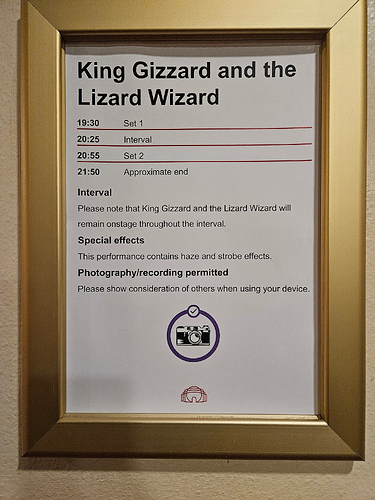 King Gizzard and the
Lizard Wizard
19:30 Set 1
20:25 Interval
20:55 Set 2
21:50 Approximate end
Interval
Please note that King Gizzard and the Lizard Wizard will
remain onstage throughout the interval.
Special effects
This performance contains haze and strobe effects.
Photography/recording permitted
Please show consideration of others when using your device.